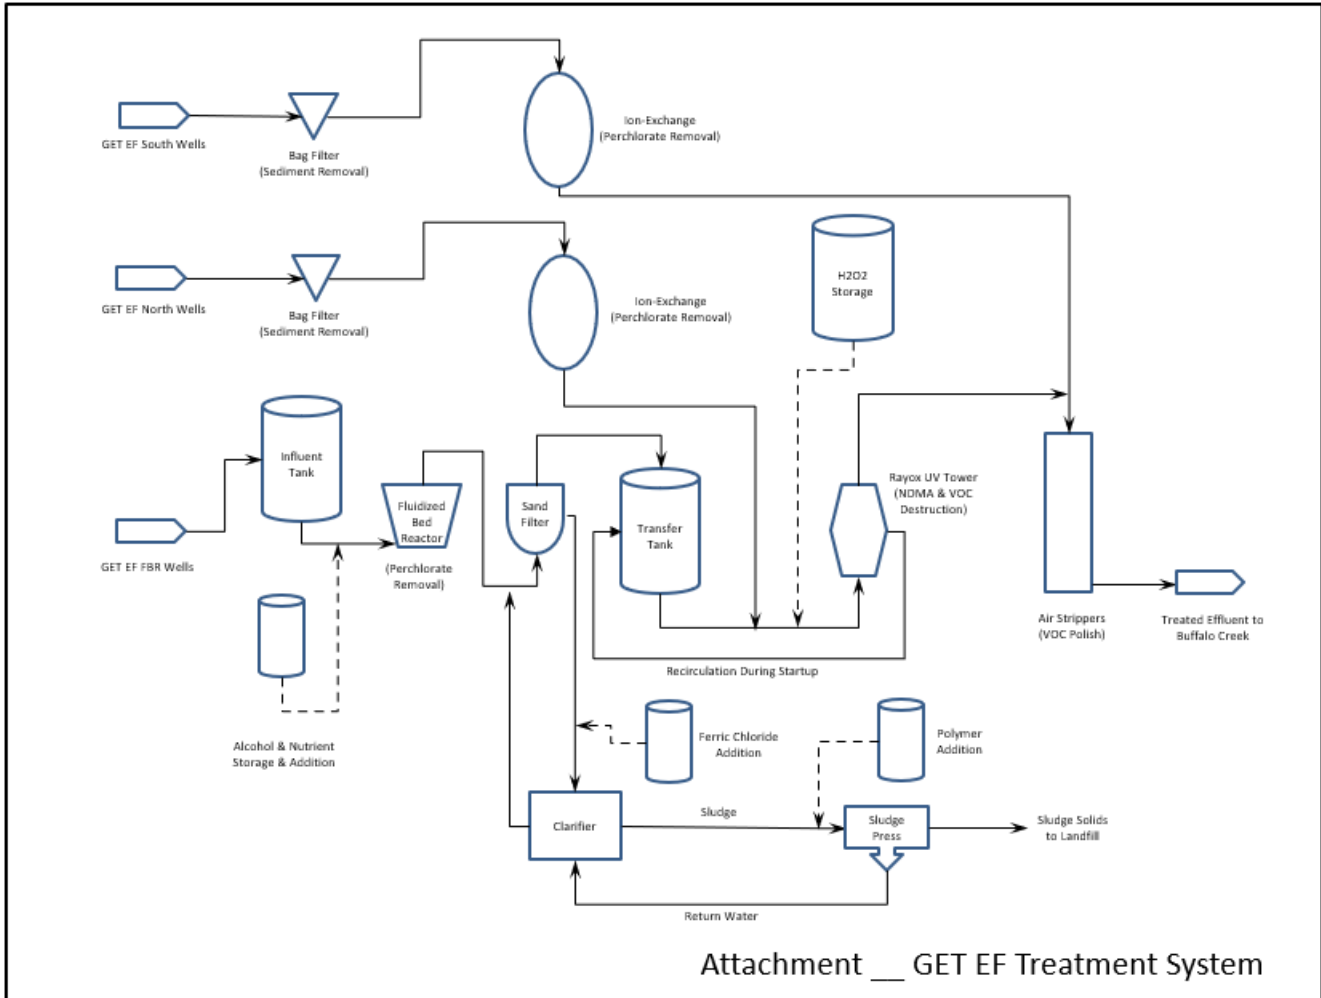 Ion-Exchange
(Perchlorate Removal)
GET EF South Wells
Bag Filter
(Sediment Removal)
H2O2
Storage
Ion-Exchange
(Perchlorate Removal)
GET EF North Wells
Bag Filter
(Sediment Removal)
Influent
Tank
Fluidized
Bed
Reactor
(Perchlorate
Removal)
Sand
Filter
Transfer
Tank
Rayox UV Tower
(NDMA & VOC
Destruction)
GET EF FBR Wells
Air Strippers
(VOC Polish)
Treated Effluent to
Buffalo Creek
Recirculation During Startup
Alcohol & Nutrient
Storage & Addition
Ferric Chloride
Addition
Polymer
Addition
Clarifier
Sludge
Sludge
Press
Sludge Solids
to Landfill
Return Water
Attachment __ GET EF Treatment System